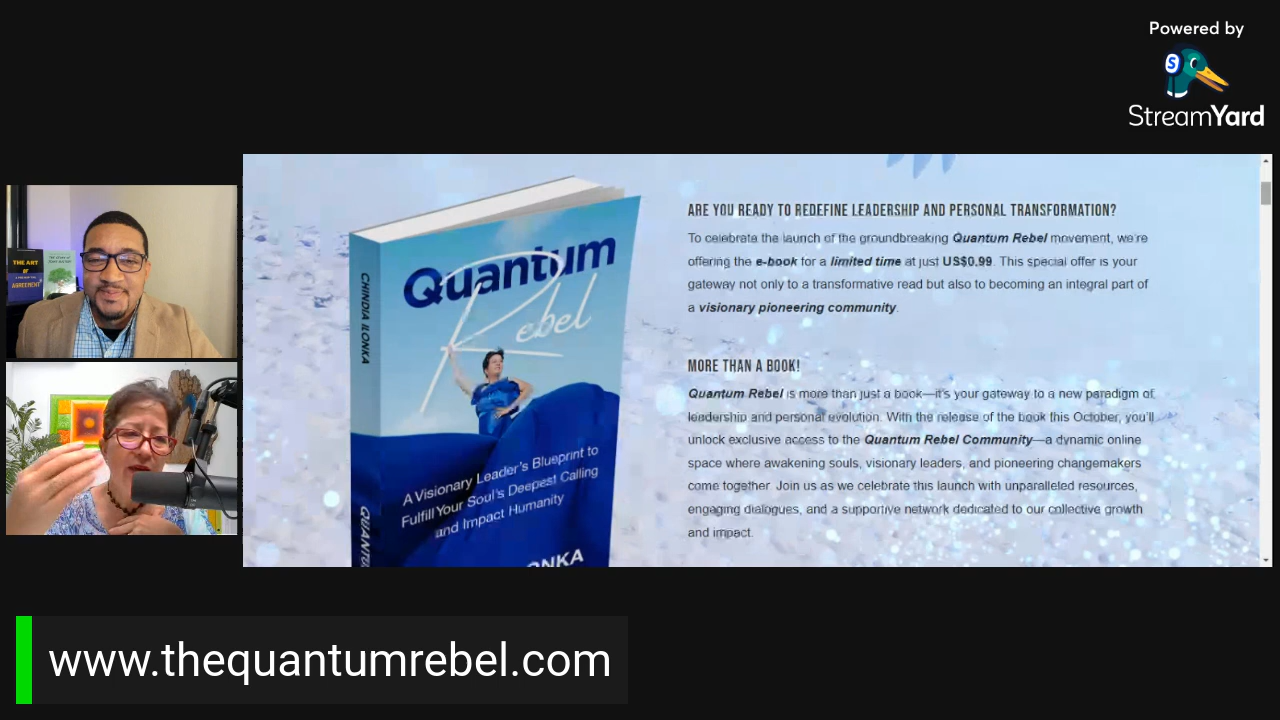 Powered by
S
StreamYard
THE ART
OF
AGREEMENT
CHINDIA ILONKA
QUANTU
Quantum
Rebel
A Visionary Leader's Blueprint to
Fulfill Your Soul's Deepest Calling
and Impact Humanity
ONKA
ARE YOU READY TO REDEFINE LEADERSHIP AND PERSONAL TRANSFORMATION?
To celebrate the launch of the groundbreaking Quantum Rebel movement, we're
offering the e-book for a limited time at just US$0.99. This special offer is your
gateway not only to a transformative read but also to becoming an integral part of
a visionary pioneering community.
MORE THAN A BOOK!
Quantum Rebel is more than just a book—it's your gateway to a new paradigm of
leadership and personal evolution. With the release of the book this October, you'll
unlock exclusive access to the Quantum Rebel Community—a dynamic online
space where awakening souls, visionary leaders, and pioneering changemakers
come together. Join us as we celebrate this launch with unparalleled resources,
engaging dialogues, and a supportive network dedicated to our collective growth
and impact.
www.thequantumrebel.com